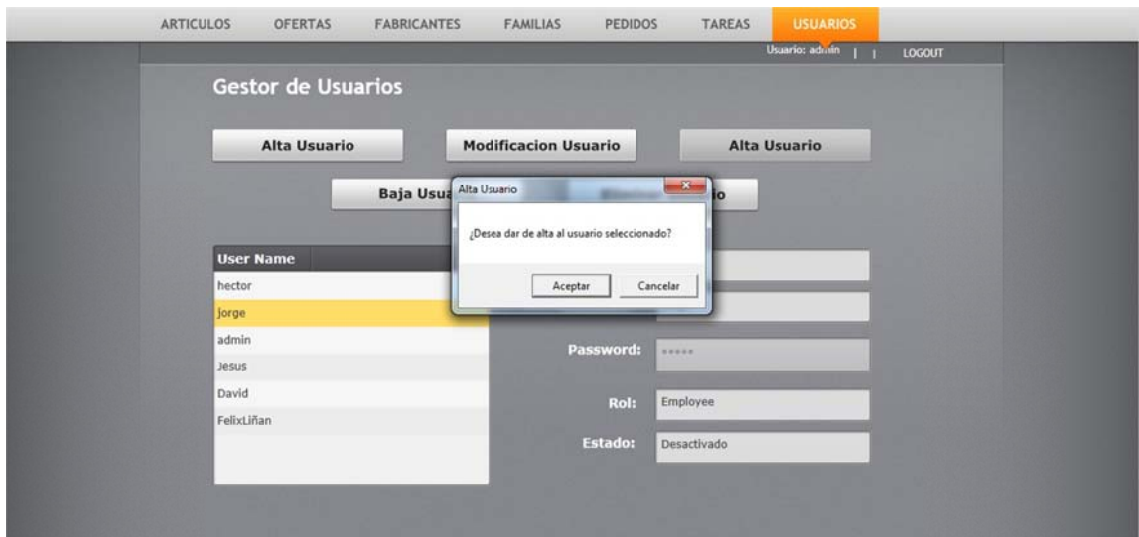 ARTICULOS OFERTAS FABRICANTES FAMILIAS PEDIDOS TAREAS USUARIOS
Usuario: admin | | LOGOUT
Gestor de Usuarios
Alta Usuario Modificacion Usuario Alta Usuario
Baja Usua io
Alta Usuario
¿Desea dar de alta al usuario seleccionado?
Aceptar Cancelar
User Name
hector
jorge
admin
Jesus
David
FelixLiñan
Password: •••••
Rol: Employee
Estado: Desactivado